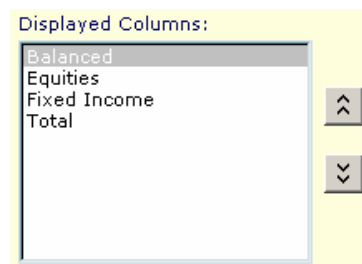 Displayed Columns:
Balanced
Equities
Fixed Income
Total